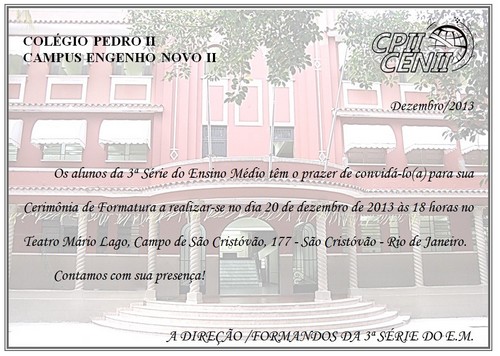 COLÉGIO PEDRO II
CAMPUS ENGENHO NOVO II
CPII
CENII
Dezembro/2013
Os alunos da 3ª Série do Ensino Médio têm o prazer de convidá-lo(a) para sua
Cerimônia de Formatura a realizar-se no dia 20 de dezembro de 2013 às 18 horas no
Teatro Mário Lago, Campo de São Cristóvão, 177 - São Cristóvão - Rio de Janeiro.
Contamos com sua presença!
A DIREÇÃO /FORMANDOS DA 3ª SÉRIE DO E.M.